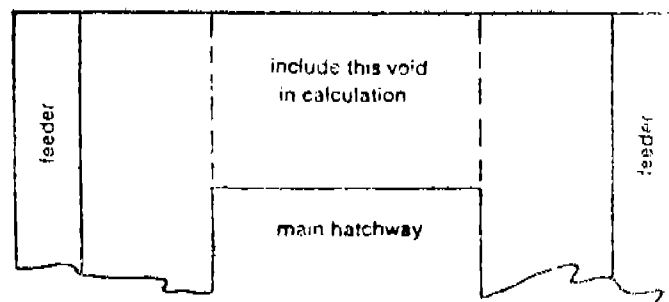 include this void
in calculation
feeder
feeder
main hatchway